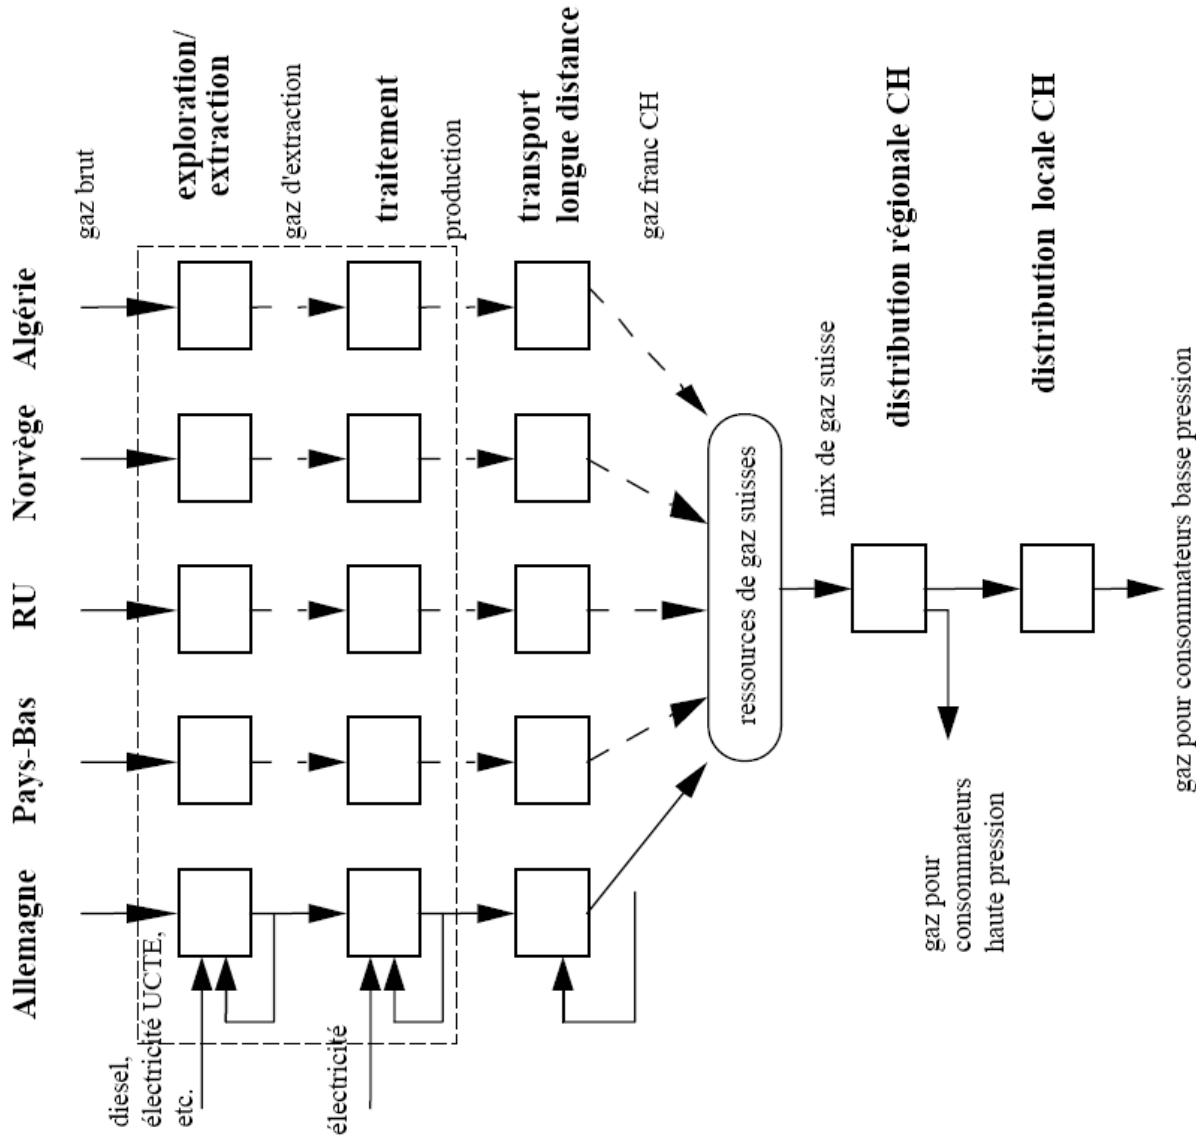 Allemagne
Pays-Bas
RU
Norvège
Algérie
gaz brut
exploration/
extraction
gaz d'extraction
traitement
production
transport
longue distance
gaz franc CH
diesel,
électricité UCTE,
etc.
électricité
ressources de gaz suisses
mix de gaz suisse
distribution régionale CH
gaz pour
consommateurs
haute pression
distribution locale CH
gaz pour consommateurs basse pression